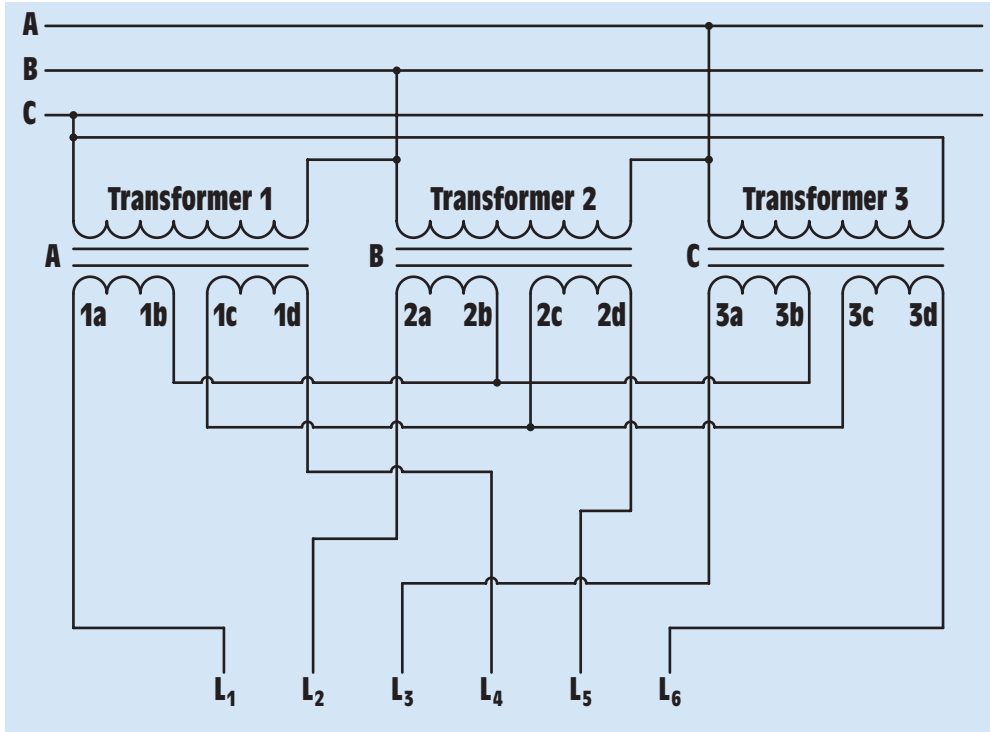 A
B
C
Transformer 1 Transformer 2 Transformer 3
A B C
1a 1b 1c 1d 2a 2b 2c 2d 3a 3b 3c 3d
L₁ L₂ L₃ L₄ L₅ L₆